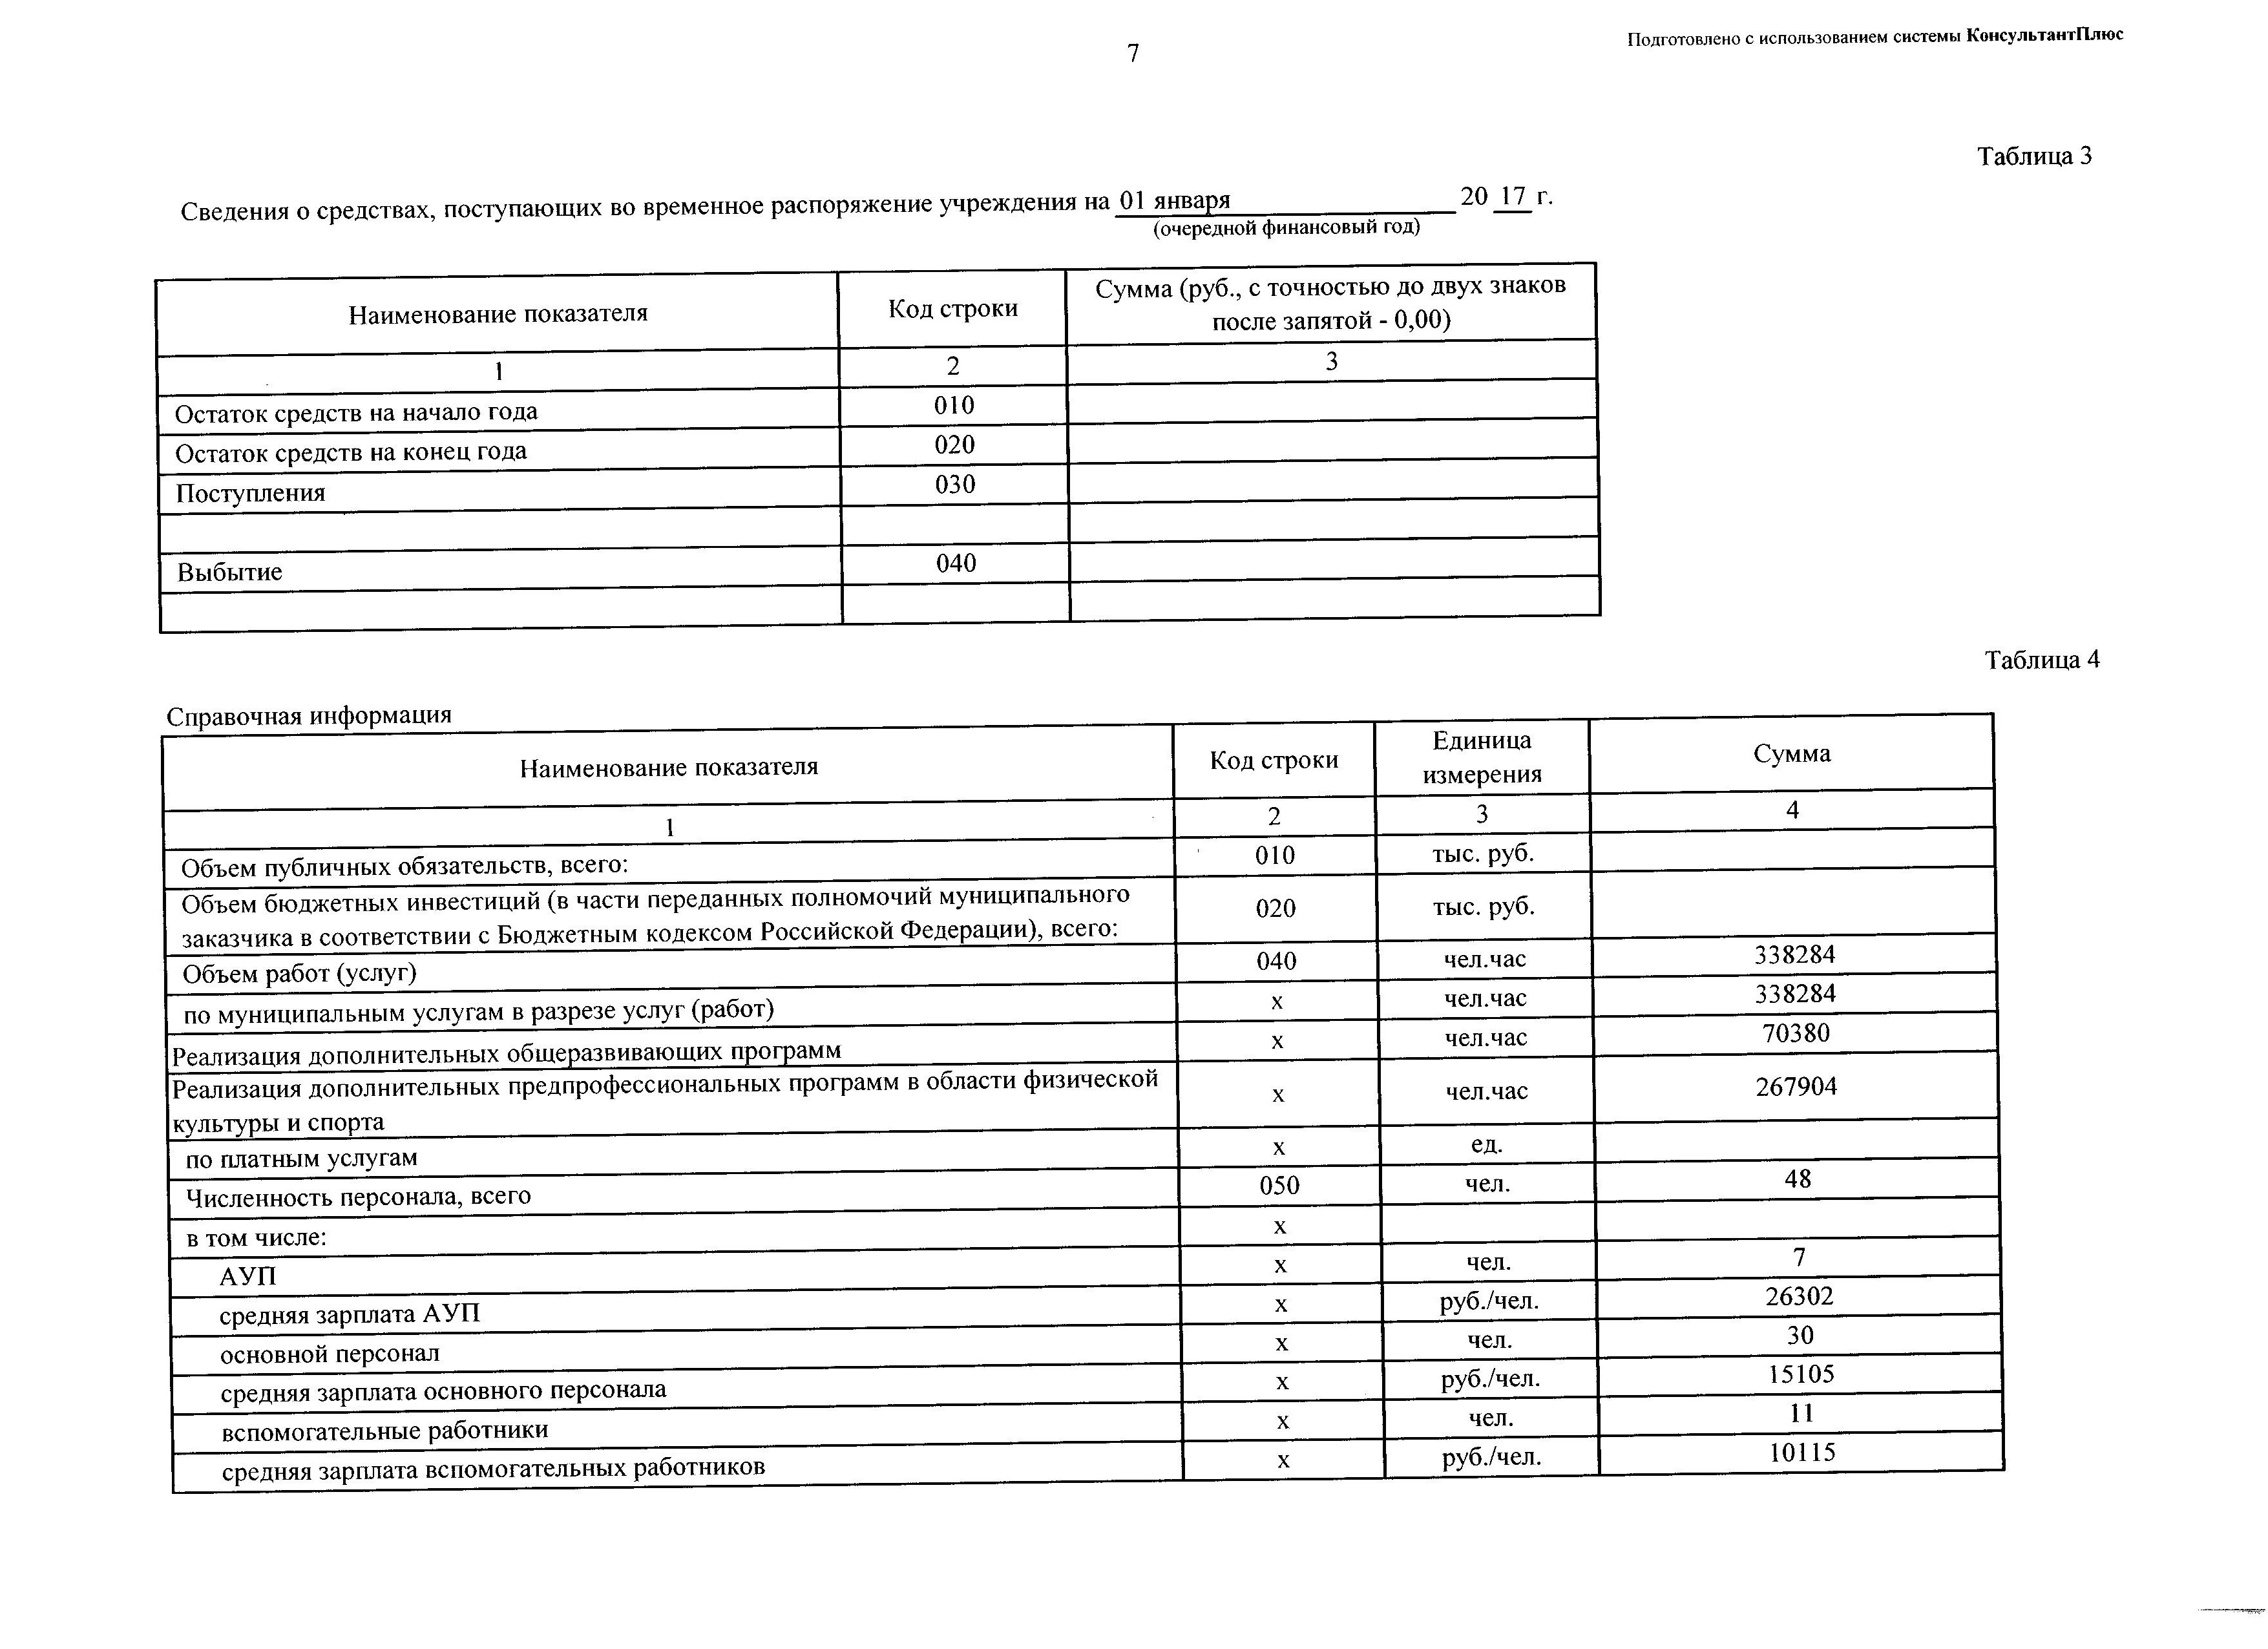 7
Подготовлено с использованием системы КонсультантПлюс
Таблица 3
Сведения о средствах, поступающих во временное распоряжение учреждения на 01 января 20 17 г.
(очередной финансовый год)
Наименование показателя Код строки Сумма (руб., с точностью до двух знаков
после запятой - 0,00)
1 2 3
Остаток средств на начало года 010
Остаток средств на конец года 020
Поступления 030
Выбытие 040
Таблица 4
Справочная информация
Наименование показателя Код строки Единица
измерения Сумма
1 2 3 4
Объем публичных обязательств, всего: 010 тыс. руб.
Объем бюджетных инвестиций (в части переданных полномочий муниципального
заказчика в соответствии с Бюджетным кодексом Российской Федерации), всего: 020 тыс. руб.
Объем работ (услуг) 040 чел.час 338284
по муниципальным услугам в разрезе услуг (работ) х чел.час 338284
Реализация дополнительных общеразвивающих программ х чел.час 70380
Реализация дополнительных предпрофессиональных программ в области физической
культуры и спорта х чел.час 267904
по платным услугам х ед.
Численность персонала, всего 050 чел. 48
в том числе: х
АУП х чел. 7
средняя зарплата АУП х руб./чел. 26302
основной персонал х чел. 30
средняя зарплата основного персонала х руб./чел. 15105
вспомогательные работники х чел. 11
средняя зарплата вспомогательных работников х руб./чел. 10115